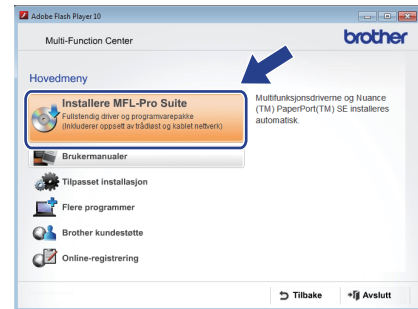 Adobe Flash Player 10
Multi-Function Center
brother
Hovedmeny
Installere MFL-Pro Suite
Fullstendig driver og programvarepakke
(Inkluderer oppsett av trådløst og kablet nettverk)
Multifunksjonsdriverne og Nuance
(TM) PaperPort(TM) SE installeres
automatisk.
Brukermanualer
Tilpasset installasjon
Flere programmer
Brother kundestøtte
Online-registrering
Tilbake
Avslutt